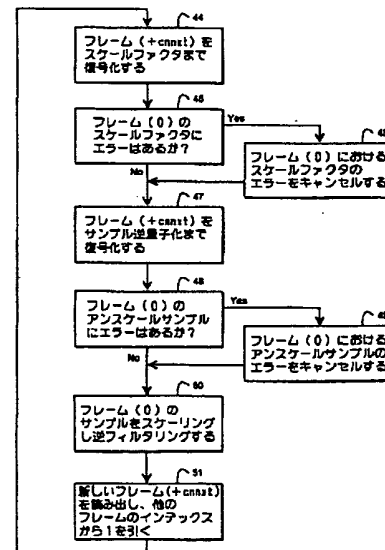 44
フレーム(+cnnxt)を
スケールファクタまで
復号化する
45
フレーム(0)の
スケールファクタに
エラーはあるか?
Yes
No
フレーム(0)における
スケールファクタの
エラーをキャンセルする
47
フレーム(+cnnxt)を
サンプル逆量子化まで
復号化する
48
フレーム(0)の
アンスケールサンプル
にエラーはあるか?
Yes
No
フレーム(0)における
アンスケールサンプルの
エラーをキャンセルする
50
フレーム(0)の
サンプルをスケーリング
し逆フィルタリングする
51
新しいフレーム(+cnnxt)
を読み出し、他の
フレームのインデックス
から1を引く